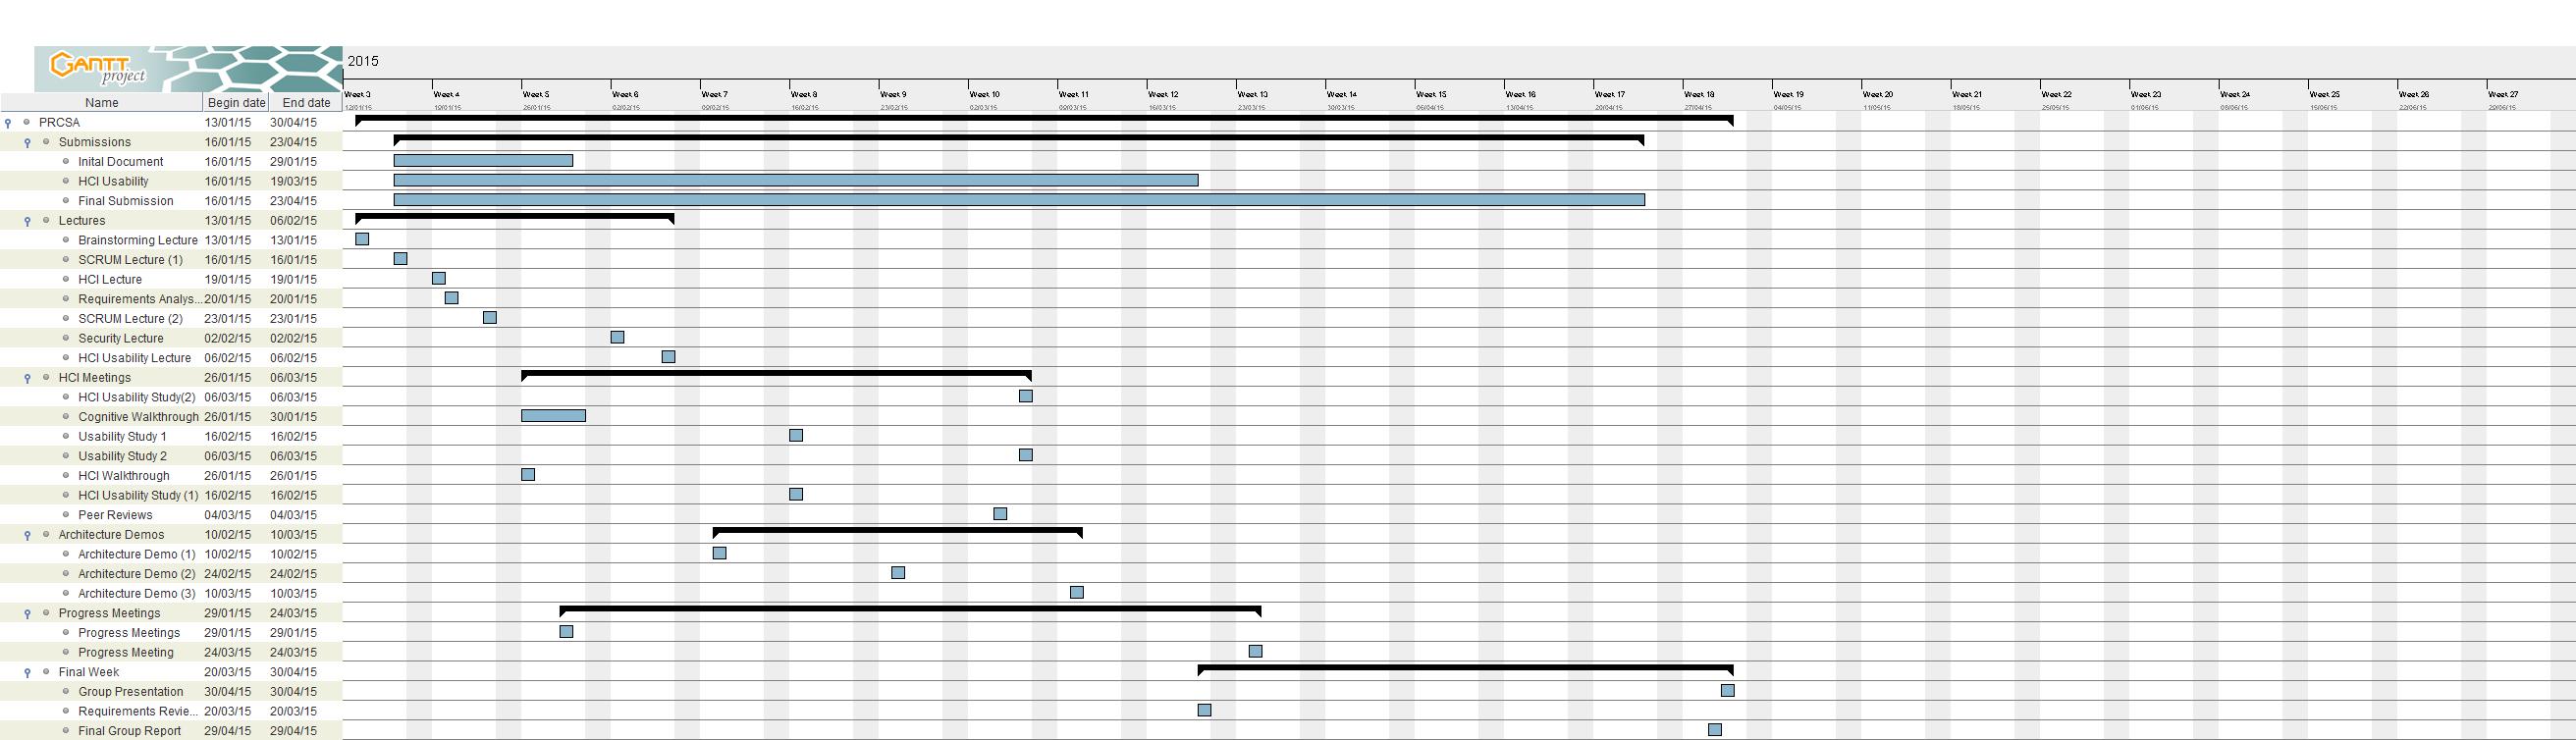 2015
GANTT
project
Week 3 Week 4 Week 5 Week 6 Week 7 Week 8 Week 9 Week 10 Week 11 Week 12 Week 13 Week 14 Week 15 Week 16 Week 17 Week 18 Week 19 Week 20 Week 21 Week 22 Week 23 Week 24 Week 25 Week 26 Week 27
Name Begin date End date
12/01/15 19/01/15 26/01/15 02/02/15 09/02/15 16/02/15 23/02/15 02/03/15 09/03/15 16/03/15 23/03/15 30/03/15 06/04/15 13/04/15 20/04/15 27/04/15 04/05/15 11/05/15 18/05/15 25/05/15 01/06/15 08/06/15 15/06/15 22/06/15 29/06/15
PRCSA 13/01/15 30/04/15
Submissions 16/01/15 23/04/15
Inital Document 16/01/15 29/01/15
HCI Usability 16/01/15 19/03/15
Final Submission 16/01/15 23/04/15
Lectures 13/01/15 06/02/15
Brainstorming Lecture 13/01/15 13/01/15
SCRUM Lecture (1) 16/01/15 16/01/15
HCI Lecture 19/01/15 19/01/15
Requirements Analys... 20/01/15 20/01/15
SCRUM Lecture (2) 23/01/15 23/01/15
Security Lecture 02/02/15 02/02/15
HCI Usability Lecture 06/02/15 06/02/15
HCI Meetings 26/01/15 06/03/15
HCI Usability Study(2) 06/03/15 06/03/15
Cognitive Walkthrough 26/01/15 30/01/15
Usability Study 1 16/02/15 16/02/15
Usability Study 2 06/03/15 06/03/15
HCI Walkthrough 26/01/15 26/01/15
HCI Usability Study (1) 16/02/15 16/02/15
Peer Reviews 04/03/15 04/03/15
Architecture Demos 10/02/15 10/03/15
Architecture Demo (1) 10/02/15 10/02/15
Architecture Demo (2) 24/02/15 24/02/15
Architecture Demo (3) 10/03/15 10/03/15
Progress Meetings 29/01/15 24/03/15
Progress Meetings 29/01/15 29/01/15
Progress Meeting 24/03/15 24/03/15
Final Week 20/03/15 30/04/15
Group Presentation 30/04/15 30/04/15
Requirements Revie... 20/03/15 20/03/15
Final Group Report 29/04/15 29/04/15